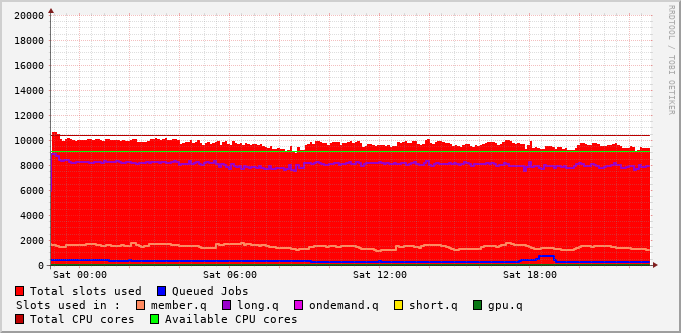 20000
18000
16000
14000
12000
10000
8000
6000
4000
2000
0
Sat 00:00 Sat 06:00 Sat 12:00 Sat 18:00
RRDTOOL / TOBI OETIKER
Total slots used Queued Jobs
Slots used in : member.q long.q ondemand.q short.q gpu.q
Total CPU cores Available CPU cores